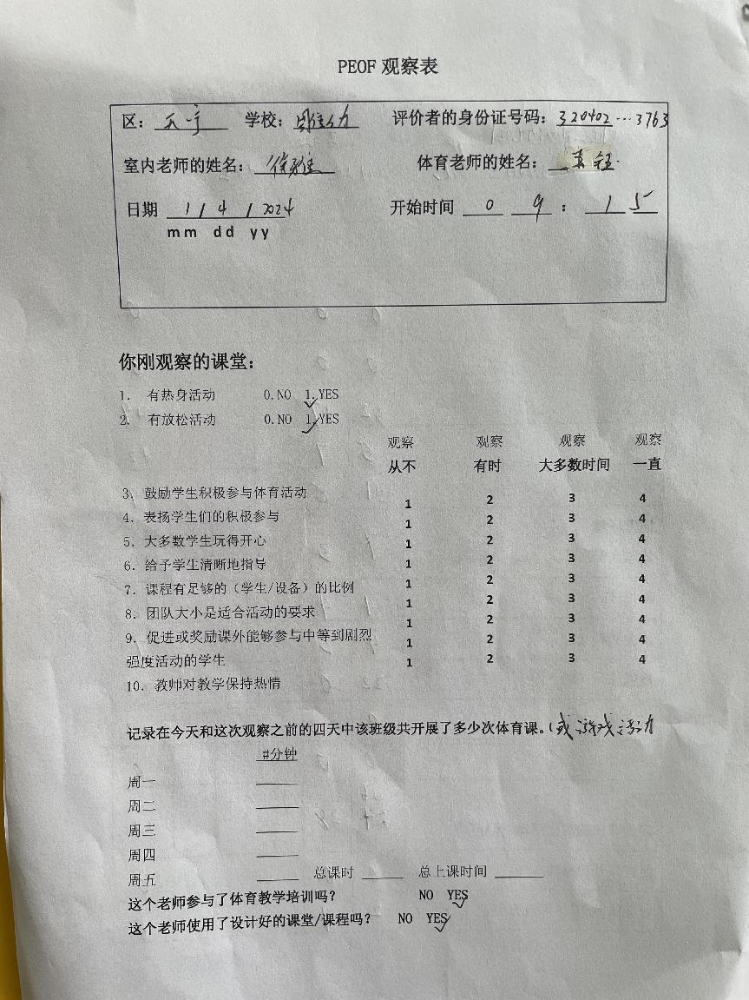 PEOF 观察表
区： 天宁 学校： 评价者的身份证号码：320402…3763
室内老师的姓名： 体育老师的姓名：
日期 1 / 4 / 2024 开始时间 0 9 : 1 5
mm dd yy
你刚观察的课堂：
1. 有热身活动 0. NO 1. YES
2. 有放松活动 0. NO 1. YES
观察 观察 观察 观察
从不 有时 大多数时间 一直
3. 鼓励学生积极参与体育活动 1 2 3 4
4. 表扬学生们的积极参与 1 2 3 4
5. 大多数学生玩得开心 1 2 3 4
6. 给予学生清晰地指导 1 2 3 4
7. 课程有足够的（学生/设备）的比例 1 2 3 4
8. 团队大小是适合活动的要求 1 2 3 4
9. 促进或奖励课外能够参与中等到剧烈 1 2 3 4
强度活动的学生 1 2 3 4
10. 教师对教学保持热情 1 2 3 4
记录在今天和这次观察之前的四天中该班级共开展了多少次体育课。（或游戏活动
#分钟
周一
周二
周三
周四
周五 总课时 总上课时间
这个老师参与了体育教学培训吗？ NO YES
这个老师使用了设计好的课堂/课程吗？ NO YES